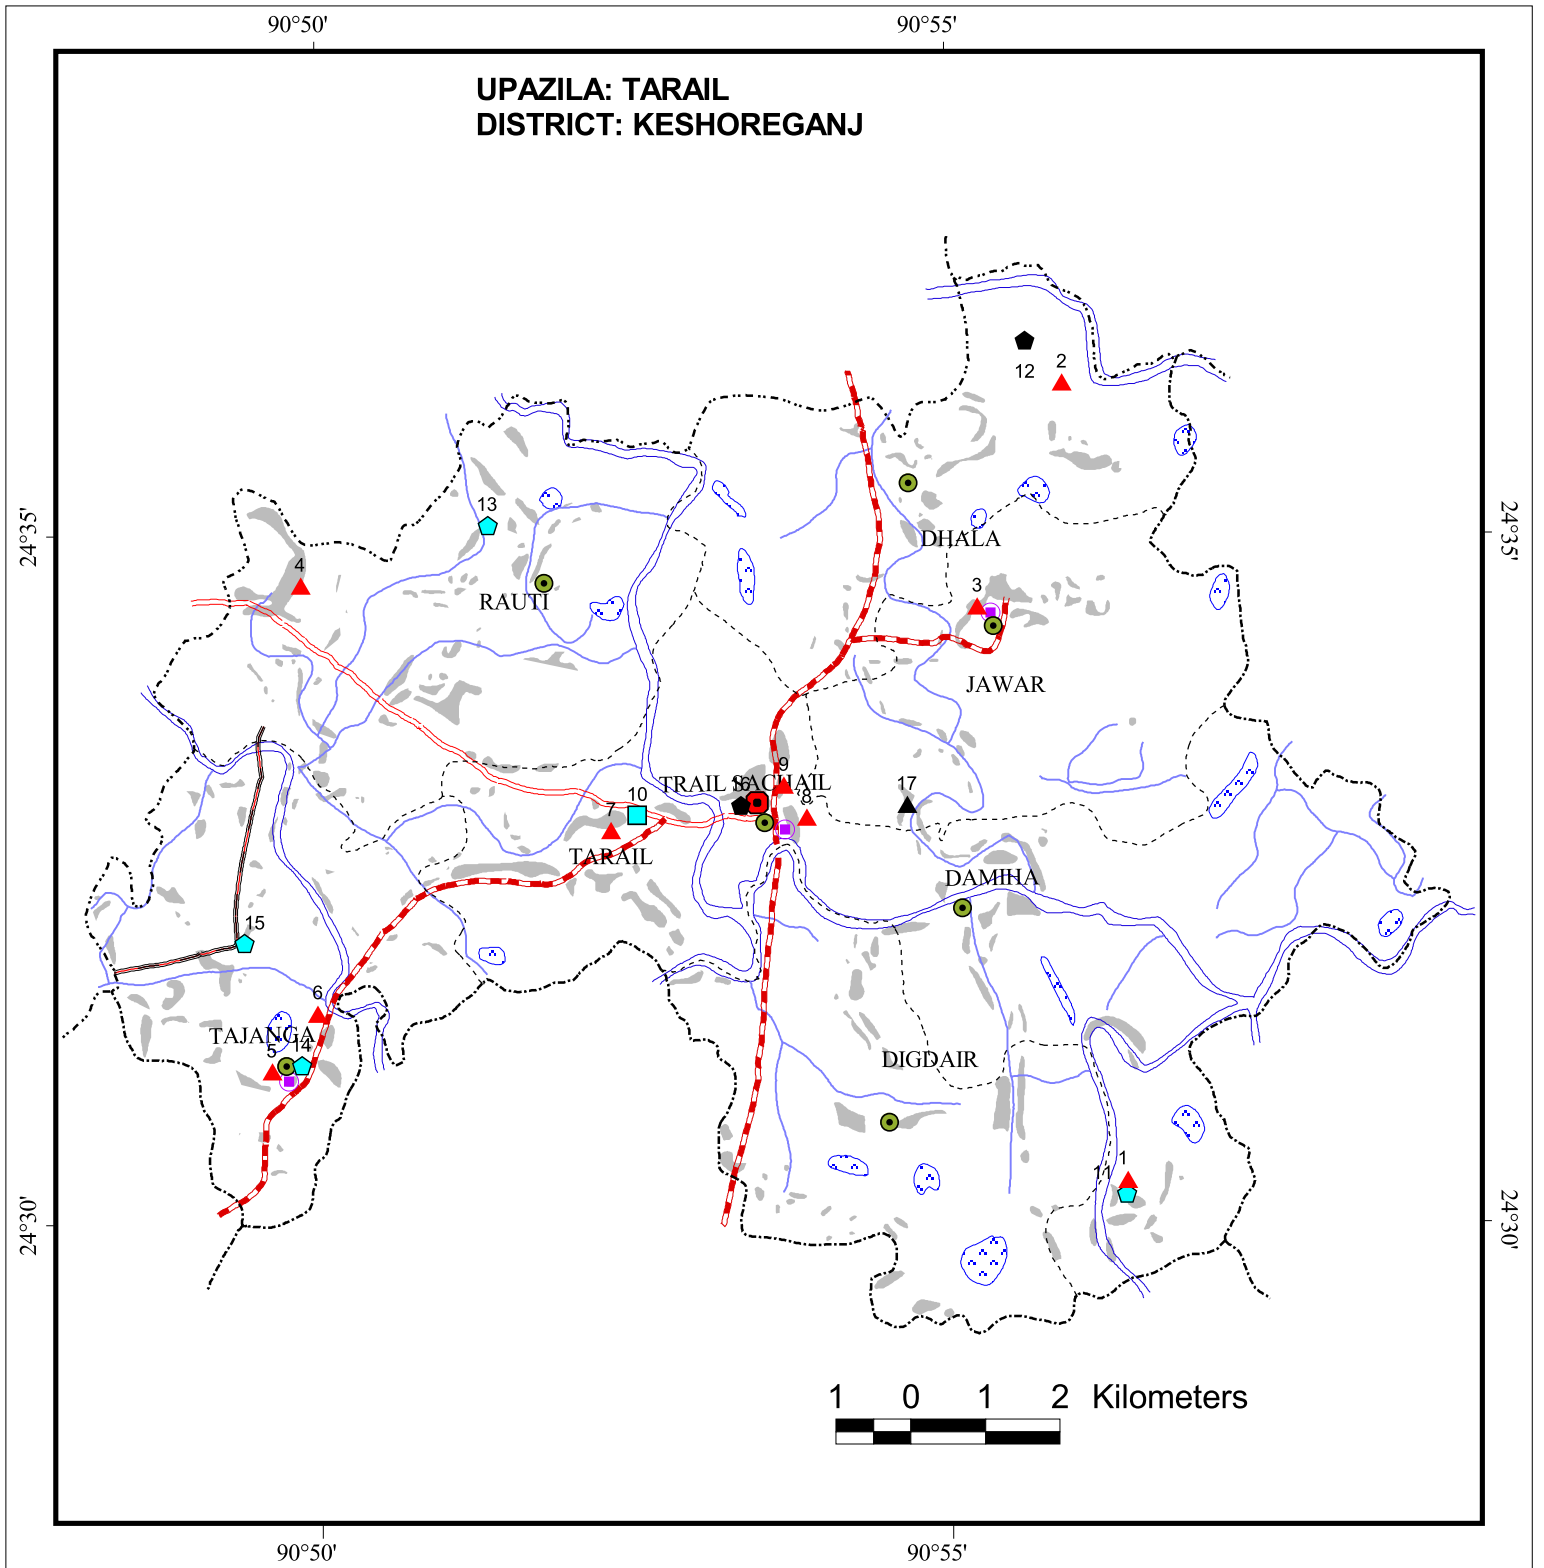 90°50' 90°55'
UPAZILA: TARAIL
DISTRICT: KESHOREGANJ
12 2
13
24°35' 24°35'
DHALA
4
3
RAUTI
JAWAR
9
TRAIL SACHAIL
16 17
10
7 8
TARAIL
DAMIHA
15
6
TAJANGA
14
5
DIGDAIR
1
11
24°30' 24°30'
1 0 1 2 Kilometers
90°50' 90°55'